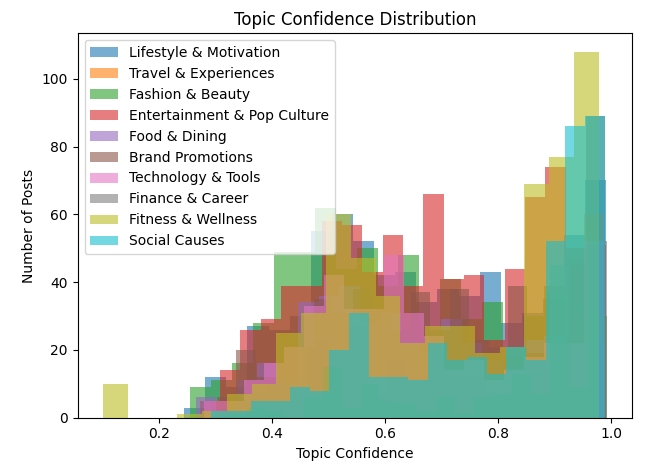 Topic Confidence Distribution
Lifestyle & Motivation
Travel & Experiences
Fashion & Beauty
Entertainment & Pop Culture
Food & Dining
Brand Promotions
Technology & Tools
Finance & Career
Fitness & Wellness
Social Causes
Number of Posts
100
80
60
40
20
0
0.2 0.4 0.6 0.8 1.0
Topic Confidence